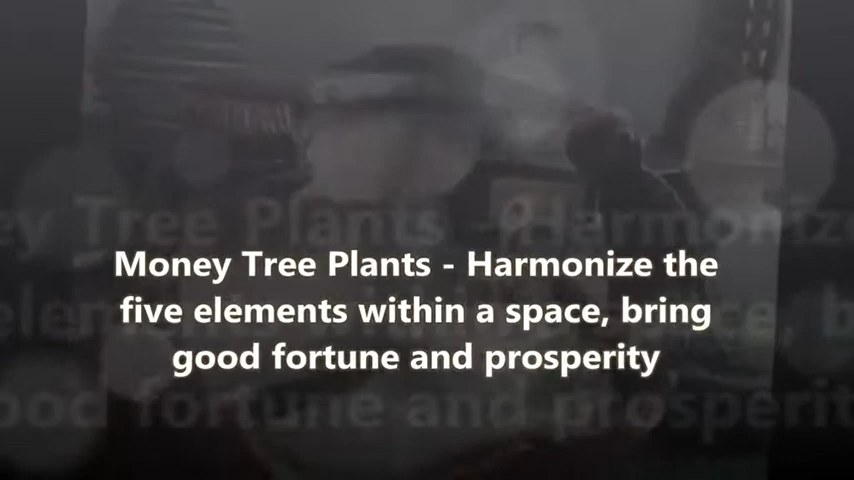 Money Tree Plants - Harmonize the
five elements within a space, bring
good fortune and prosperity